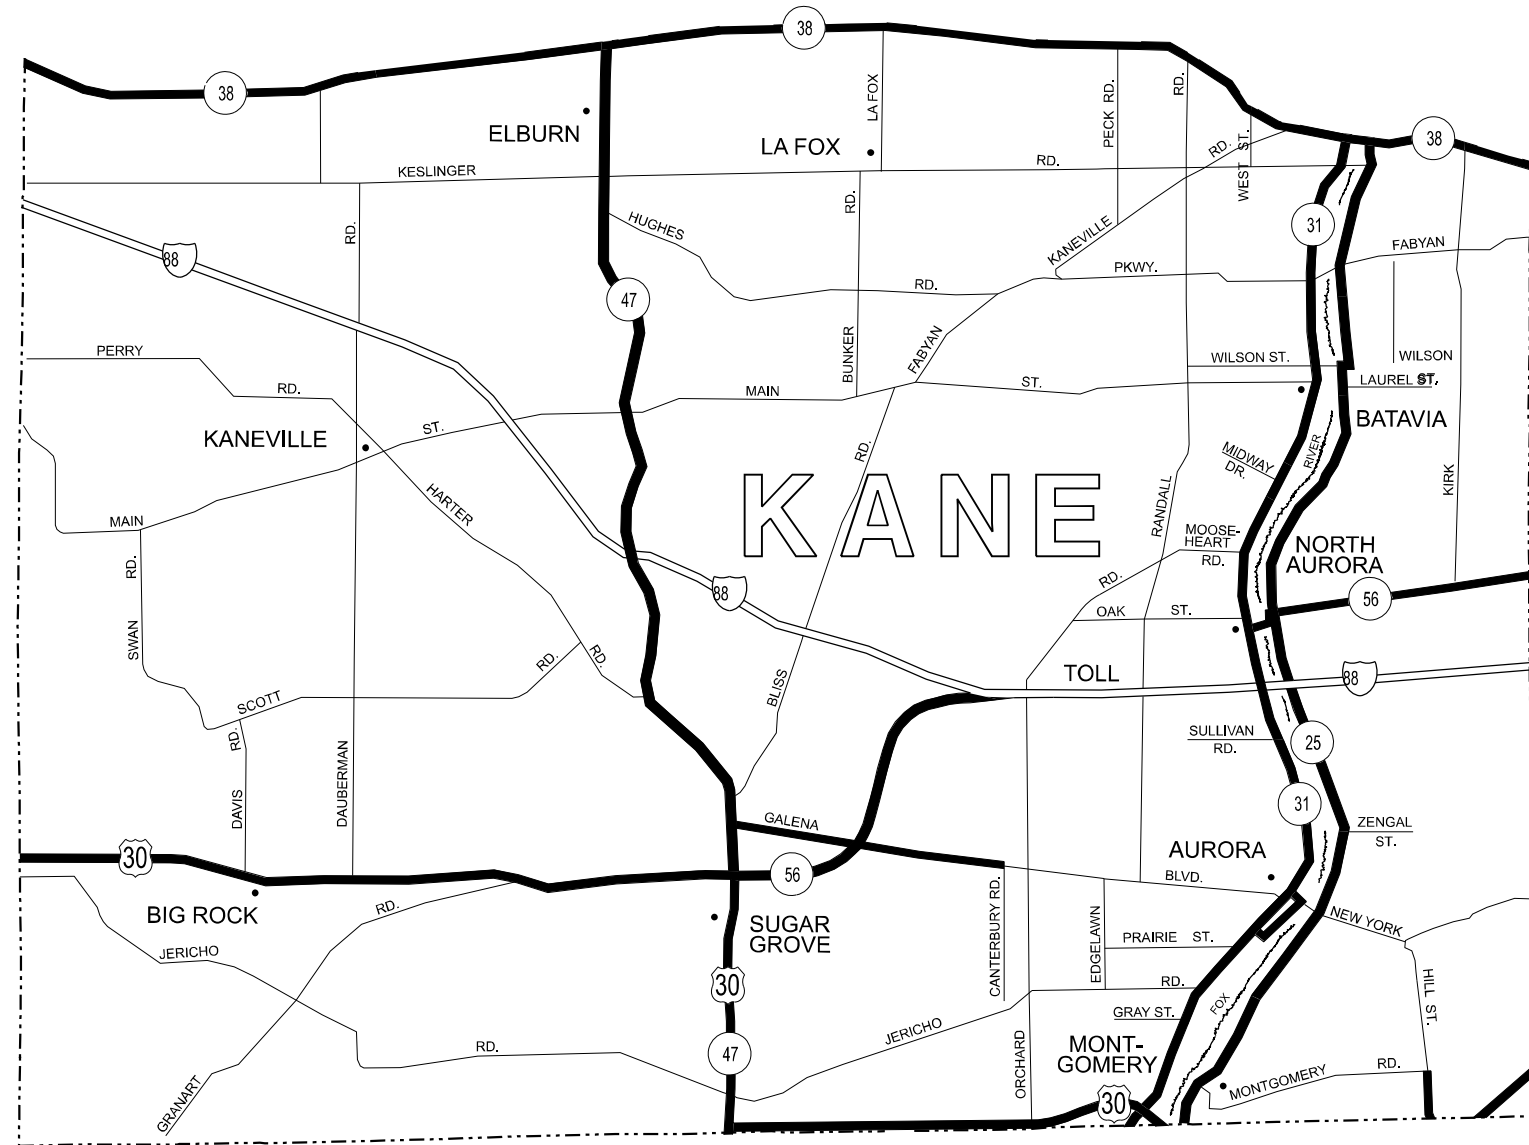 38
38
LA FOX
PECK RD.
RD.
ELBURN
LA FOX
RD.
WEST ST.
38
KESLINGER
RD.
RD.
RD.
HUGHES
KANEVILLE
31
FABYAN
88
RD.
PKWY.
47
PERRY
RD.
BUNKER
FABYAN
WILSON ST.
WILSON
LAUREL ST.
MAIN
ST.
KANEVILLE
ST.
BATAVIA
RD.
MIDWAY
DR.
RIVER
KIRK
HARTER
KANE
RANDALL
MAIN
MOOSE-
HEART
RD.
NORTH
AURORA
RD.
88
RD.
OAK
ST.
56
SWAN
RD.
RD.
TOLL
88
SCOTT
BLISS
RD.
SULLIVAN
RD.
25
DAVIS
DAUBERMAN
GALENA
31
ZENGAL
ST.
30
56
AURORA
BLVD.
BIG ROCK
RD.
SUGAR
GROVE
CANTERBURY RD.
EDGELAWN
PRAIRIE ST.
NEW YORK
JERICHO
30
RD.
GRAY ST.
FOX
HILL ST.
JERICHO
RD.
47
ORCHARD
MONT-
GOMERY
RD.
MONTGOMERY
GRANART
30